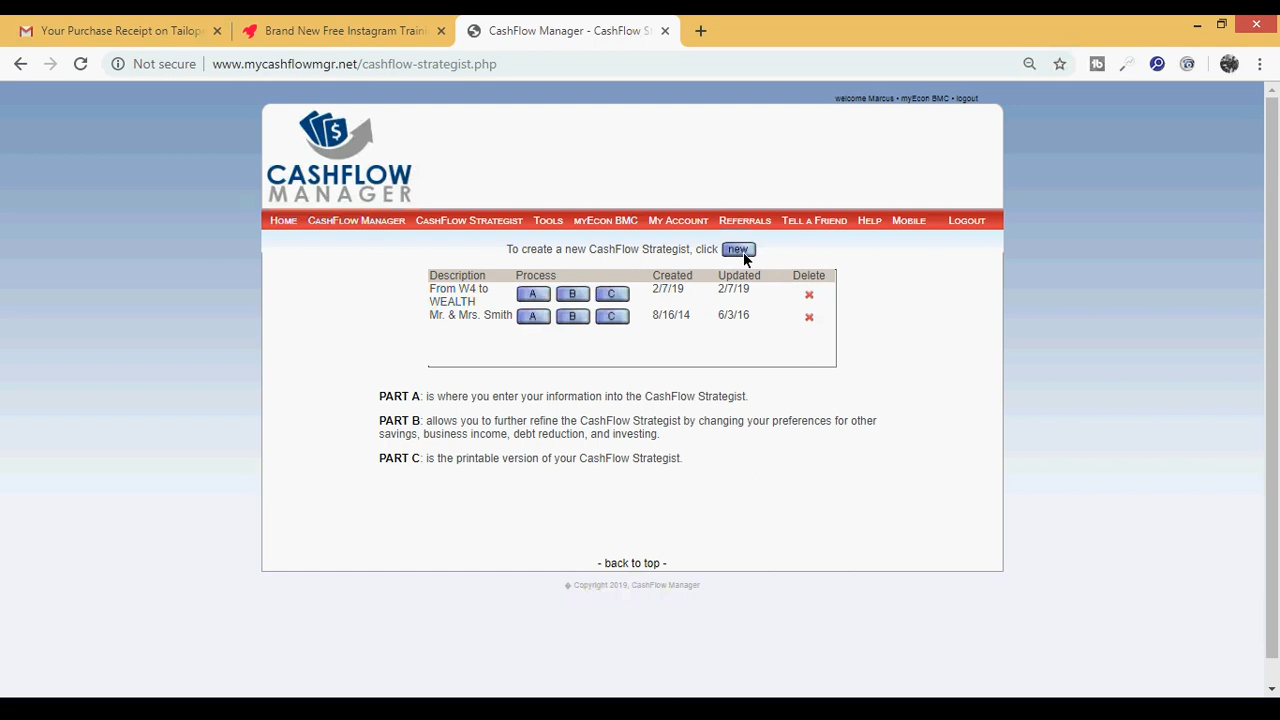 Your Purchase Receipt on Tailop
Brand New Free Instagram Traini
CashFlow Manager - CashFlow S
Not secure | www.mycashflowmgr.net/cashflow-strategist.php
welcome Marcus • myEcon BMC • logout
CASHFLOW
MANAGER
HOME CASHFLOW MANAGER CASHFLOW STRATEGIST TOOLS MYECON BMC MY ACCOUNT REFERRALS TELL A FRIEND HELP MOBILE LOGOUT
To create a new CashFlow Strategist, click new
Description Process Created Updated Delete
From W4 to WEALTH A B C 2/7/19 2/7/19
Mr. & Mrs. Smith A B C 8/16/14 6/3/16
PART A: is where you enter your information into the CashFlow Strategist.
PART B: allows you to further refine the CashFlow Strategist by changing your preferences for other
savings, business income, debt reduction, and investing.
PART C: is the printable version of your CashFlow Strategist.
- back to top -
� Copyright 2019, CashFlow Manager